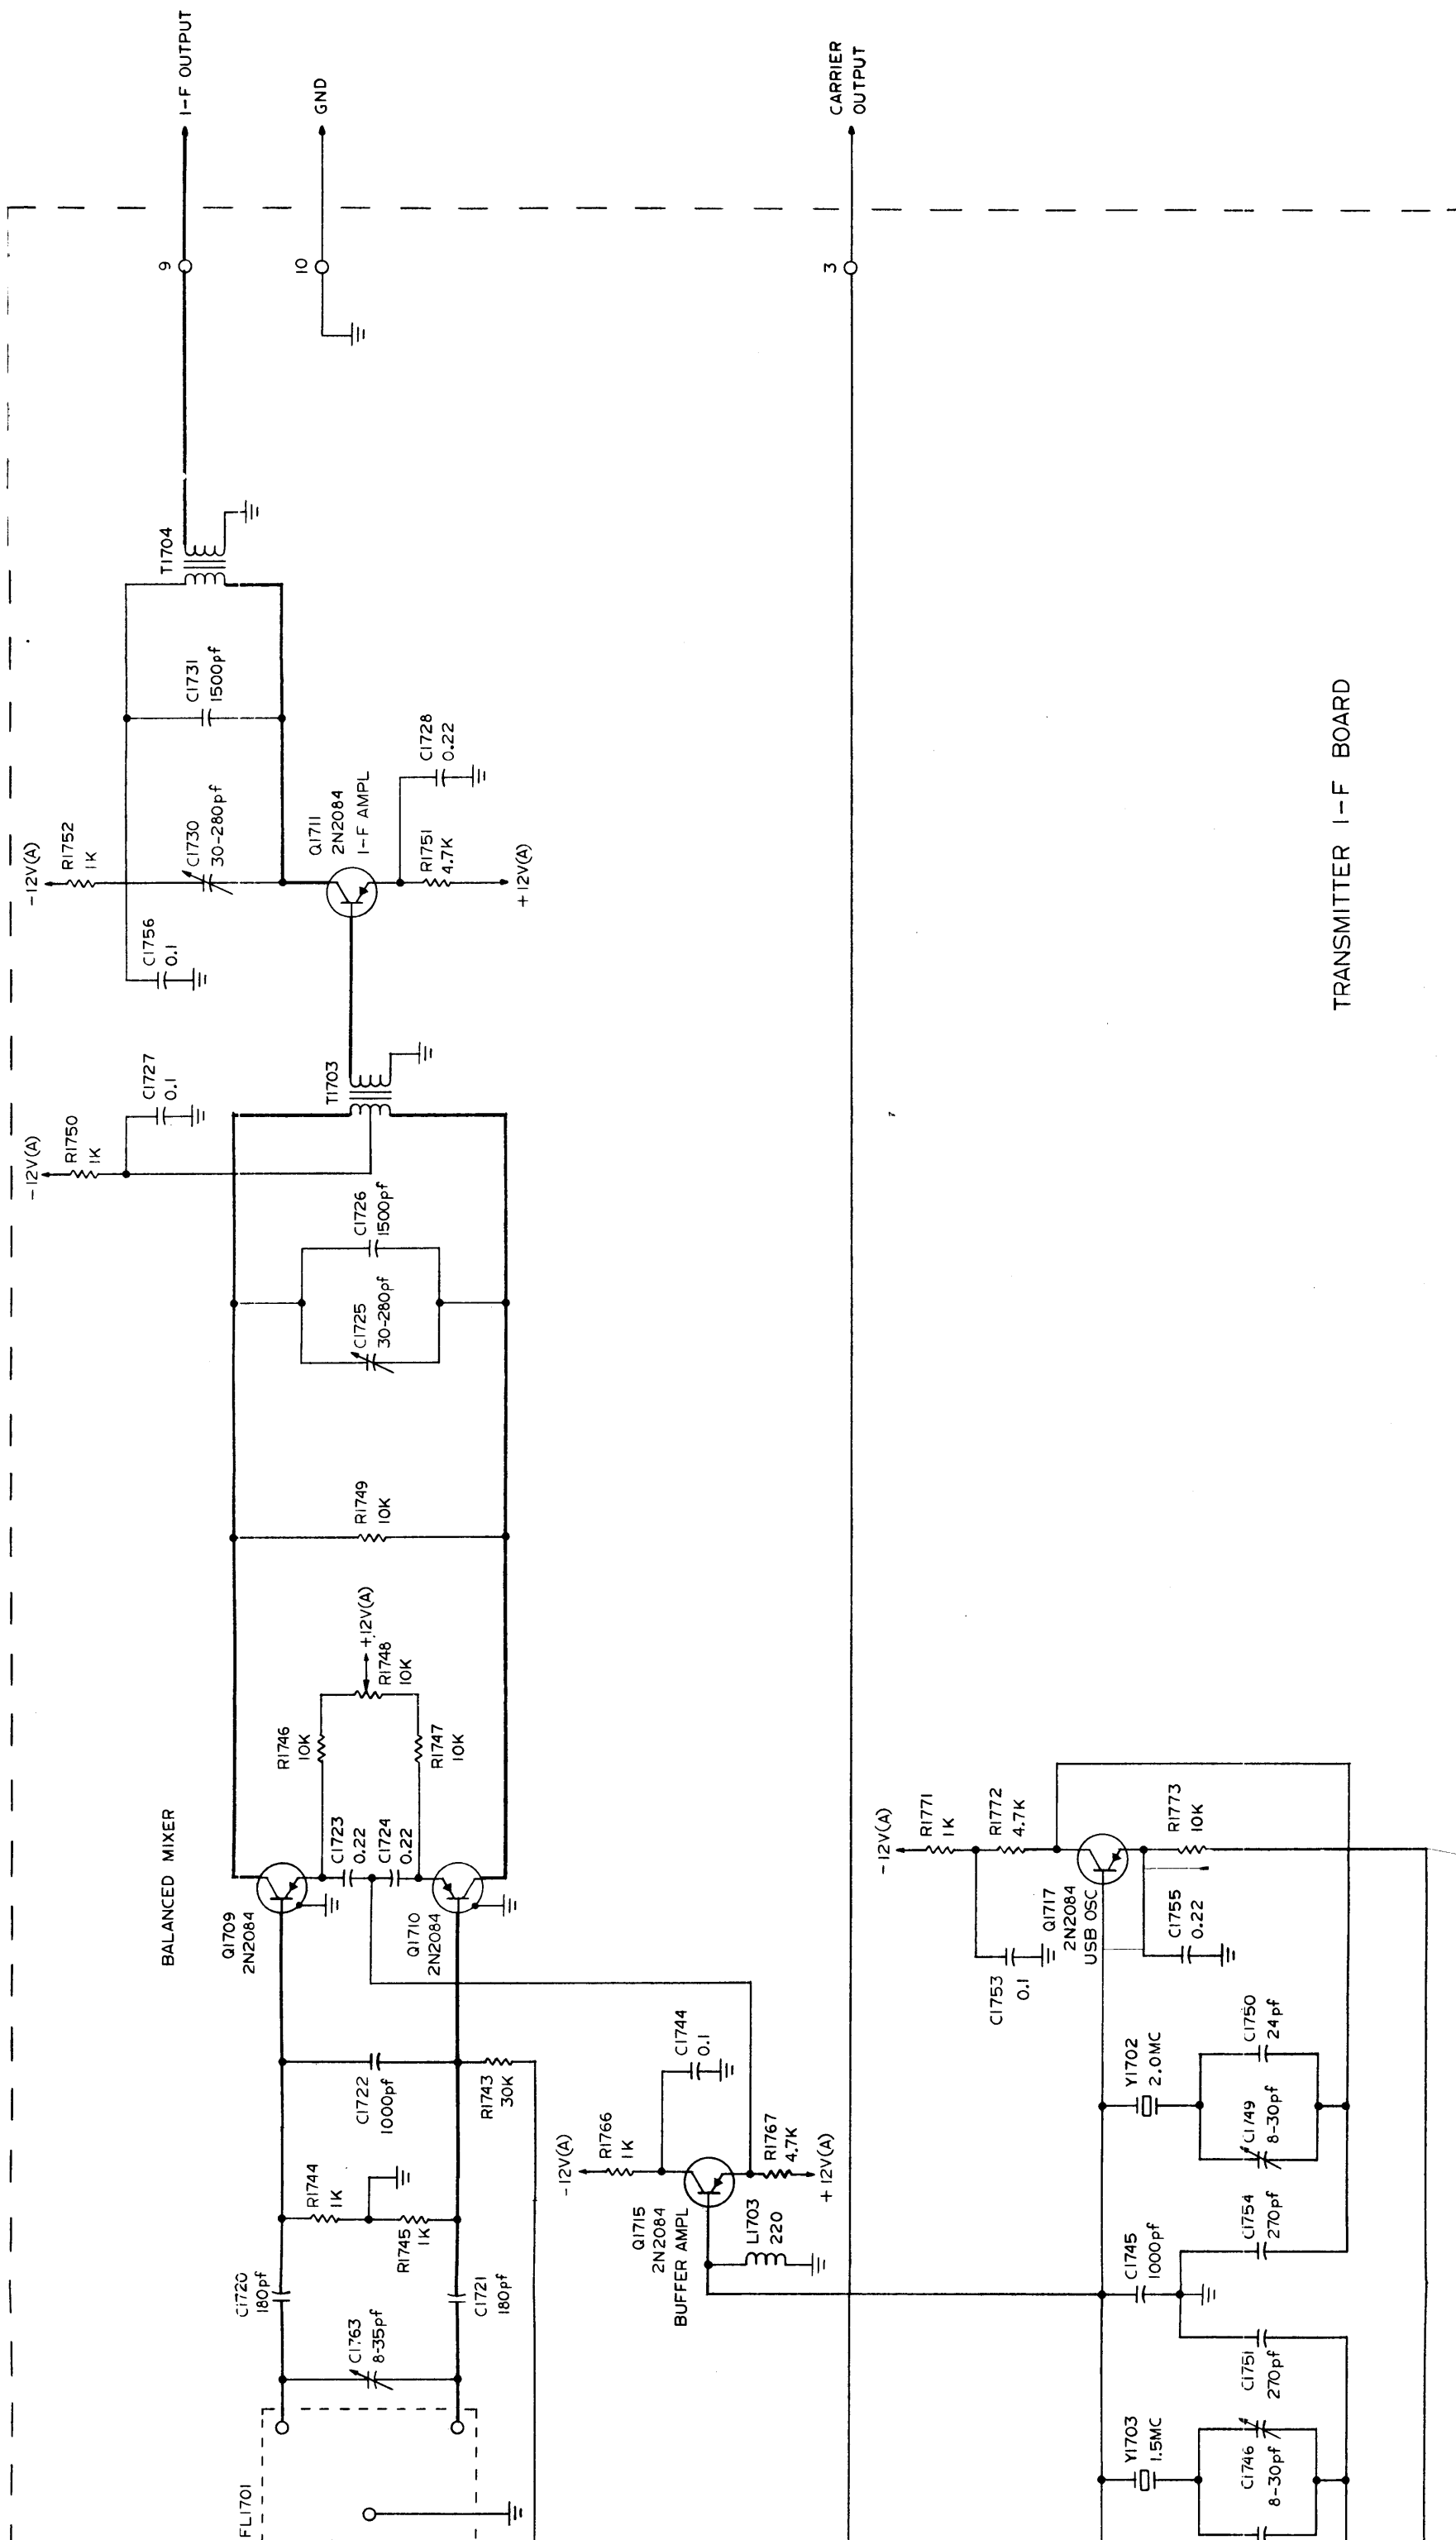 I-F OUTPUT
GND
CARRIER
OUTPUT
9
10
3
T1704
C1731
1500pf
-12V(A)
R1752
1K
C1730
30-280pf
Q1711
2N2084
I-F AMPL
C1728
0.22
R1751
4.7K
+12V(A)
C1756
0.1
TRANSMITTER I-F BOARD
-12V(A)
R1750
1K
C1727
0.1
T1703
C1726
1500pf
C1725
30-280pf
R1749
10K
+12V(A)
R1748
10K
R1746
10K
R1747
10K
BALANCED MIXER
Q1709
2N2084
C1723
0.22
C1724
0.22
Q1710
2N2084
C1722
1000pf
R1743
30K
R1744
1K
R1745
1K
C1720
180pf
C1721
180pf
C1763
8-35pf
FL1701
-12V(A)
R1766
1K
C1744
0.1
Q1715
2N2084
BUFFER AMPL
R1767
4.7K
+12V(A)
L1703
220
-12V(A)
R1771
1K
R1772
4.7K
R1773
10K
Q1717
2N2084
USB OSC
C1753
0.1
C1755
0.22
Y1702
2.0MC
C1750
24pf
C1749
8-30pf
C1745
1000pf
C1754
270pf
C1751
270pf
Y1703
1.5MC
C1746
8-30pf